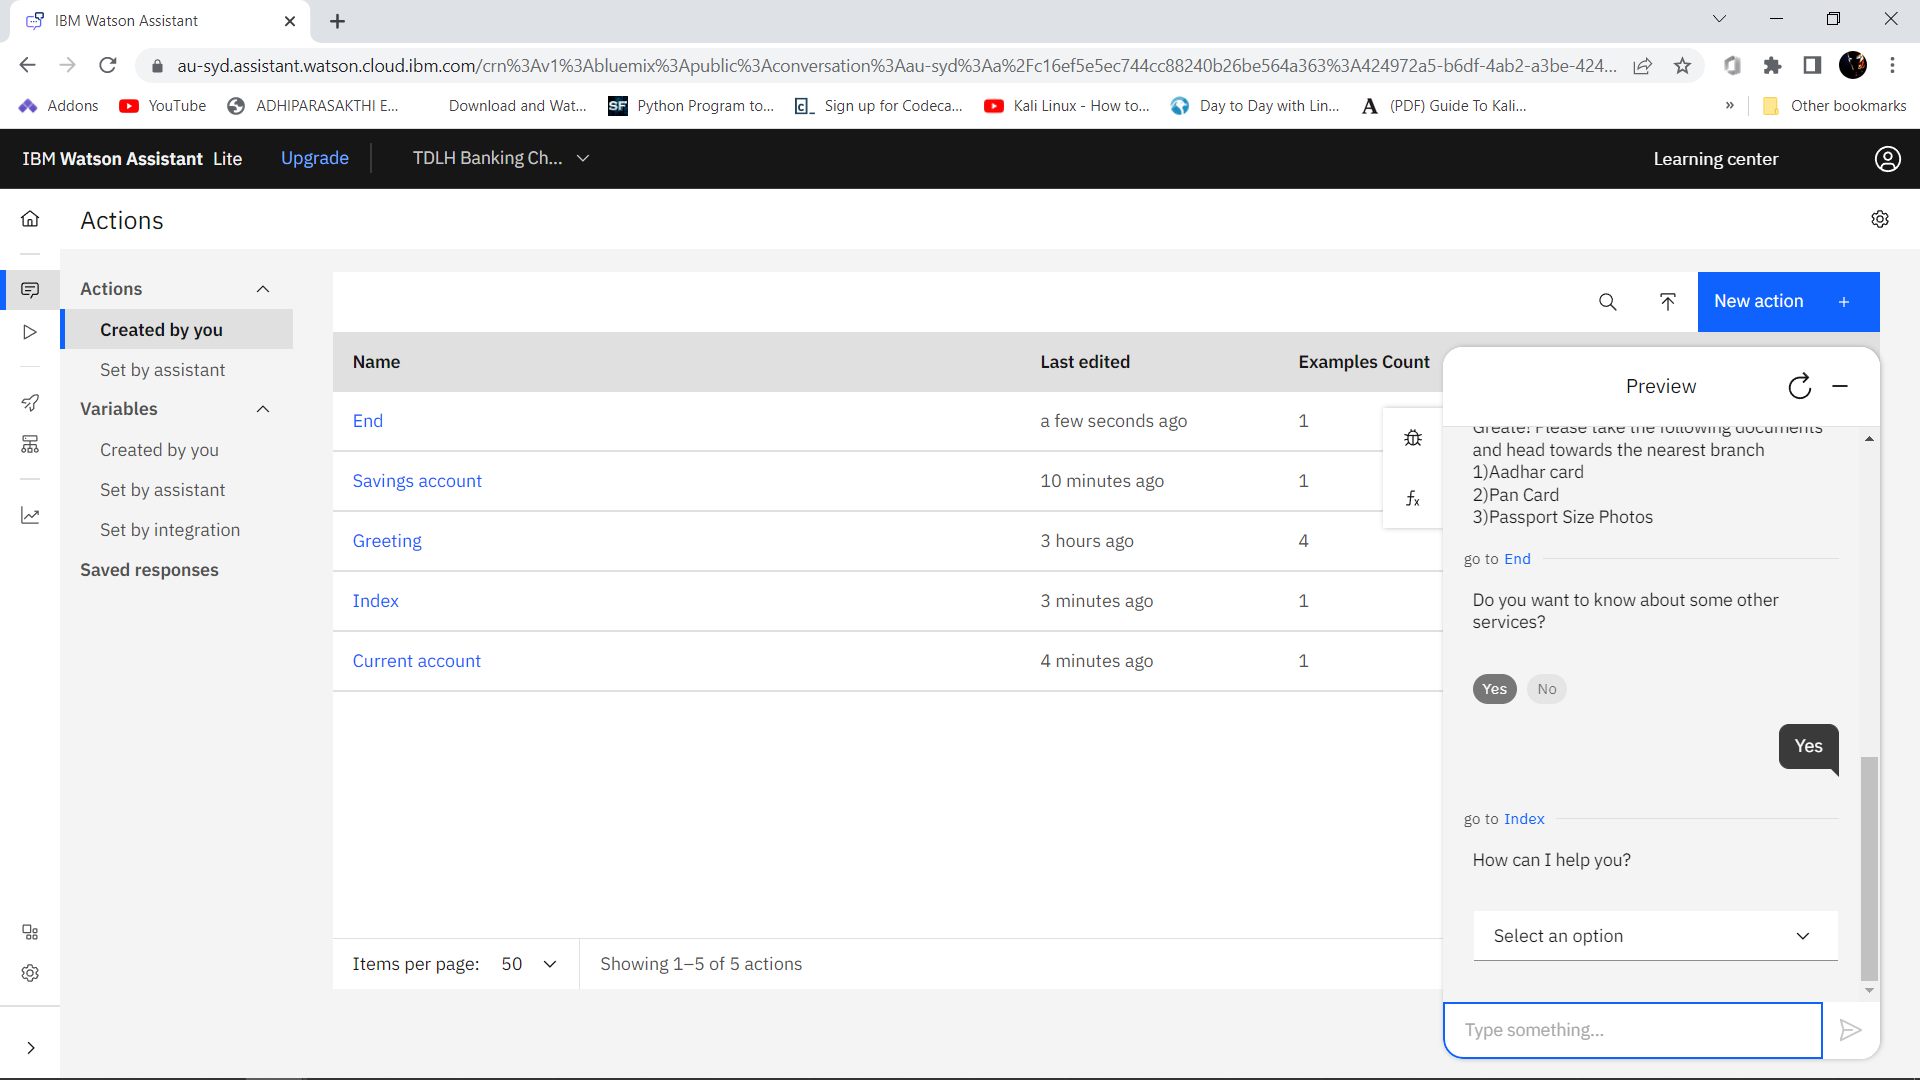 IBM Watson Assistant
au-syd.assistant.watson.cloud.ibm.com/crn%3Av1%3Abluemix%3Apublic%3Aconversation%3Aau-syd%3Aa%2Fc16ef5e5ec744cc88240b26be564a363%3A424972a5-b6df-4ab2-a3be-424...
Addons
YouTube
ADHIPARASAKTHI E...
Download and Wat...
SF
Python Program to...
Sign up for Codeca...
Kali Linux - How to...
Day to Day with Lin...
(PDF) Guide To Kali...
»
Other bookmarks
IBM Watson Assistant Lite
Upgrade
TDLH Banking Ch...
Learning center
Actions
Actions
Created by you
Set by assistant
Variables
Created by you
Set by assistant
Set by integration
Saved responses
New action +
Name Last edited Examples Count
End a few seconds ago 1
Savings account 10 minutes ago 1
Greeting 3 hours ago 4
Index 3 minutes ago 1
Current account 4 minutes ago 1
Items per page: 50
Showing 1–5 of 5 actions
Preview
Greate! Please take the following documents
and head towards the nearest branch
1)Aadhar card
2)Pan Card
3)Passport Size Photos
go to End
Do you want to know about some other
services?
Yes No
Yes
go to Index
How can I help you?
Select an option
Type something...